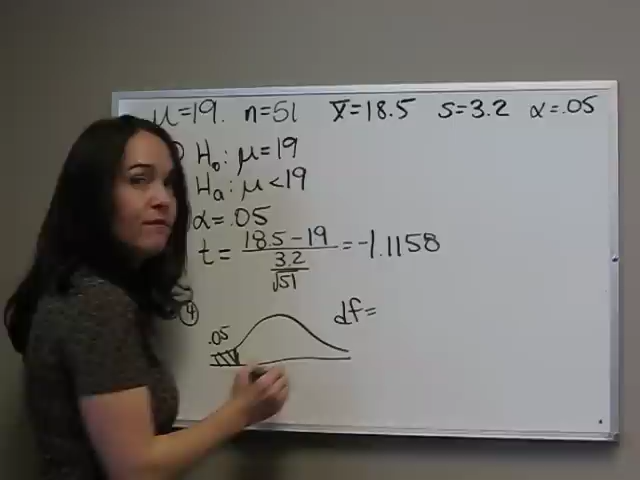 μ=19. n=51 x̄=18.5 s=3.2 α=.05
H₀: μ=19
Hₐ: μ<19
α=.05
t = (18.5-19)/(3.2/√51) = -1.1158
④ df=
.05